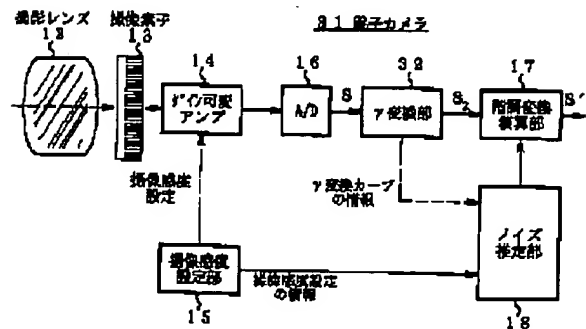 31 電子カメラ
撮影レンズ
12
撮像素子
13
14
ゲイン可変
アンプ
16
A/D
S
32
γ変換部
S₂
17
階調変換
演算部
S'
撮像感度
設定
γ変換カーブ
の情報
撮像感度
設定部
15
撮像感度設定
の情報
ノイズ
推定部
18